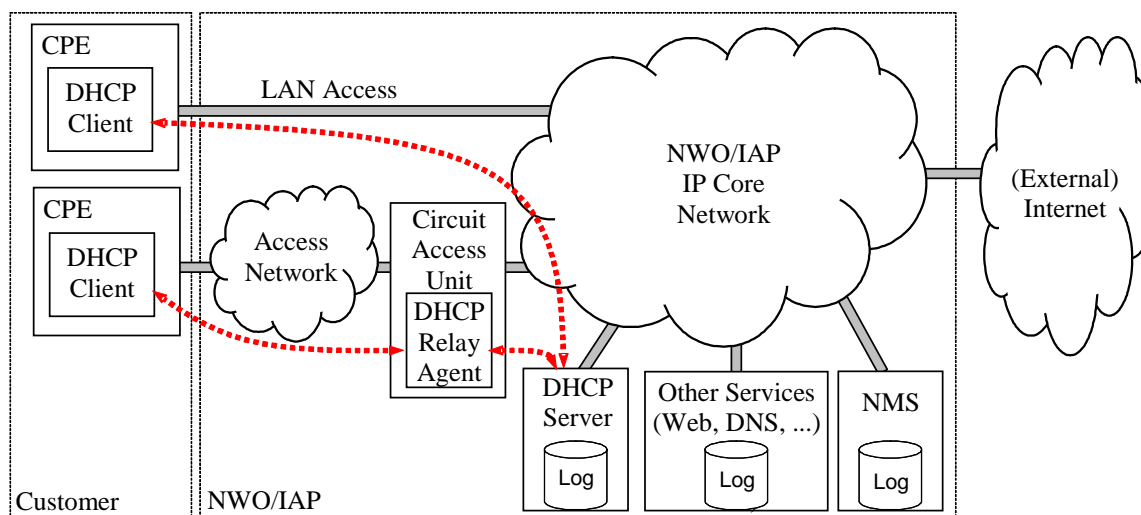 CPE
DHCP
Client
LAN Access
NWO/IAP
IP Core
Network
(External)
Internet
CPE
DHCP
Client
Access
Network
Circuit
Access
Unit
DHCP
Relay
Agent
DHCP
Server
Log
Other Services
(Web, DNS, ...)
Log
NMS
Log
Customer
NWO/IAP